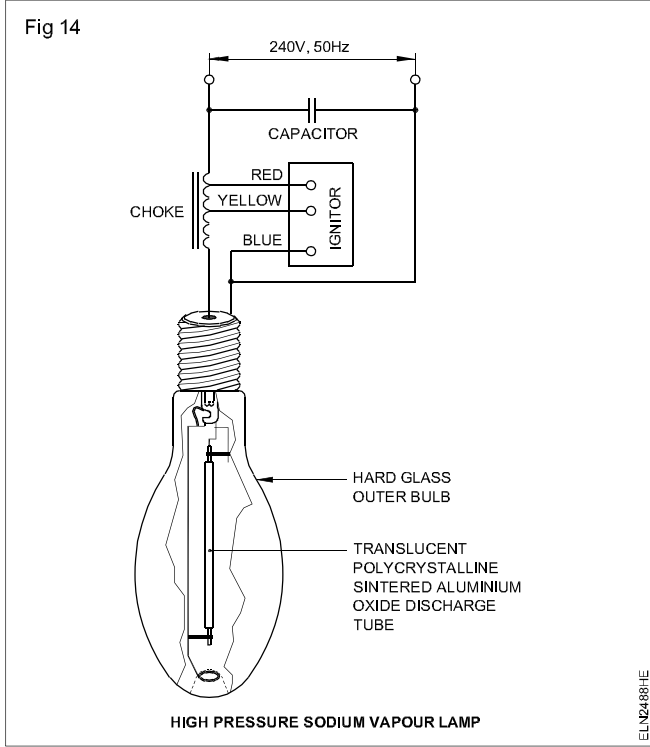 Fig 14
240V, 50Hz
CAPACITOR
RED
YELLOW
CHOKE
BLUE
IGNITOR
HARD GLASS
OUTER BULB
TRANSLUCENT
POLYCRYSTALLINE
SINTERED ALUMINIUM
OXIDE DISCHARGE
TUBE
HIGH PRESSURE SODIUM VAPOUR LAMP
ELN2488HE